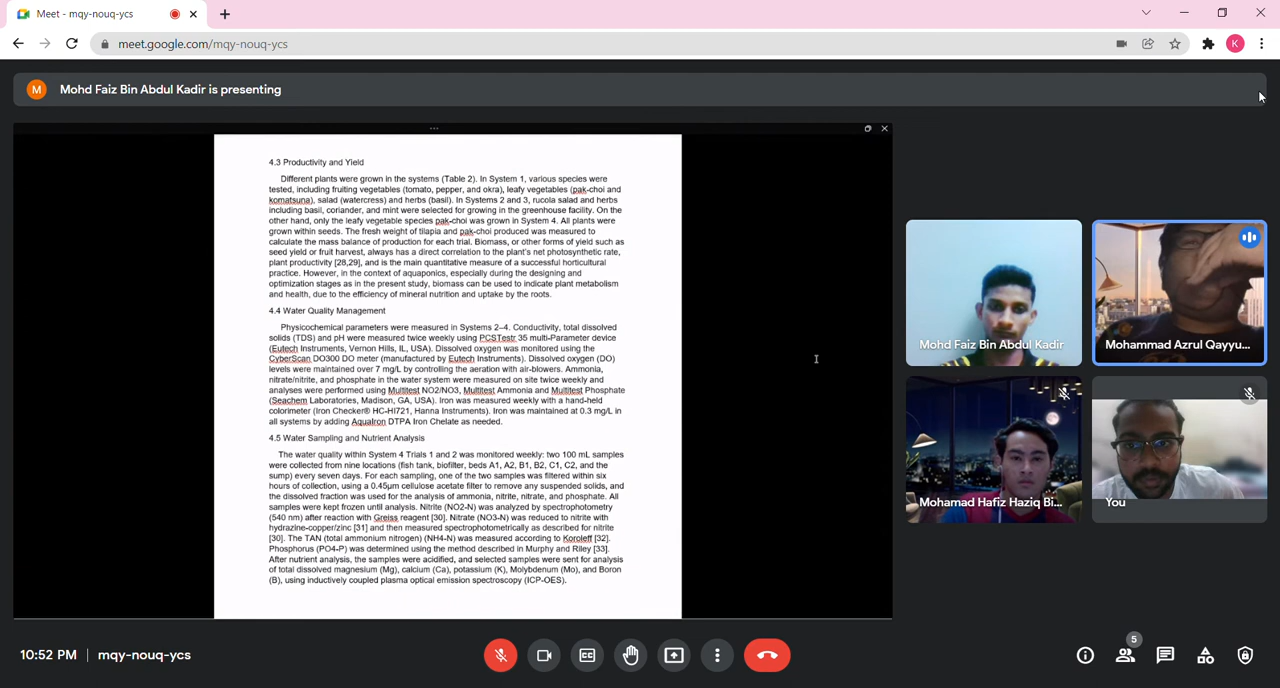 Meet - mqy-nouq-ycs
meet.google.com/mqy-nouq-ycs
K
M
Mohd Faiz Bin Abdul Kadir is presenting
4.3 Productivity and Yield
Different plants were grown in the systems (Table 2). In System 1, various species were
tested, including fruiting vegetables (tomato, pepper, and okra), leafy vegetables (pak-choi and
komatsuna), salad (watercress) and herbs (basil). In Systems 2 and 3, rucola salad and herbs
including basil, coriander, and mint were selected for growing in the greenhouse facility. On the
other hand, only the leafy vegetable species pak-choi was grown in System 4. All plants were
grown within seeds. The fresh weight of tilapia and pak-choi produced was measured to
calculate the mass balance of production for each trial. Biomass, or other forms of yield such as
seed yield or fruit harvest, always has a direct correlation to the plant's net photosynthetic rate,
plant productivity [28,29], and is the main quantitative measure of a successful horticultural
practice. However, in the context of aquaponics, especially during the designing and
optimization stages as in the present study, biomass can be used to indicate plant metabolism
and health, due to the efficiency of mineral nutrition and uptake by the roots.
4.4 Water Quality Management
Physicochemical parameters were measured in Systems 2–4. Conductivity, total dissolved
solids (TDS) and pH were measured twice weekly using PCSTestr 35 multi-Parameter device
(Eutech Instruments, Vernon Hills, IL, USA). Dissolved oxygen was monitored using the
CyberScan DO300 DO meter (manufactured by Eutech Instruments). Dissolved oxygen (DO)
levels were maintained over 7 mg/L by controlling the aeration with air-blowers. Ammonia,
nitrate/nitrite, and phosphate in the water system were measured on site twice weekly and
analyses were performed using Multitest NO2/NO3, Multitest Ammonia and Multitest Phosphate
(Seachem Laboratories, Madison, GA, USA). Iron was measured weekly with a hand-held
colorimeter (Iron Checker® HC-HI721, Hanna Instruments). Iron was maintained at 0.3 mg/L in
all systems by adding AquaIron DTPA Iron Chelate as needed.
4.5 Water Sampling and Nutrient Analysis
The water quality within System 4 Trials 1 and 2 was monitored weekly: two 100 mL samples
were collected from nine locations (fish tank, biofilter, beds A1, A2, B1, B2, C1, C2, and the
sump) every seven days. For each sampling, one of the two samples was filtered within six
hours of collection, using a 0.45μm cellulose acetate filter to remove any suspended solids, and
the dissolved fraction was used for the analysis of ammonia, nitrite, nitrate, and phosphate. All
samples were kept frozen until analysis. Nitrite (NO2-N) was analyzed by spectrophotometry
(540 nm) after reaction with Greiss reagent [30]. Nitrate (NO3-N) was reduced to nitrite with
hydrazine-copper/zinc [31] and then measured spectrophotometrically as described for nitrite
[30]. The TAN (total ammonium nitrogen) (NH4-N) was measured according to Koroleff [32].
Phosphorus (PO4-P) was determined using the method described in Murphy and Riley [33].
After nutrient analysis, the samples were acidified, and selected samples were sent for analysis
of total dissolved magnesium (Mg), calcium (Ca), potassium (K), Molybdenum (Mo), and Boron
(B), using inductively coupled plasma optical emission spectroscopy (ICP-OES).
Mohd Faiz Bin Abdul Kadir
Mohammad Azrul Qayyu...
Mohamad Hafiz Haziq Bi...
You
10:52 PM | mqy-nouq-ycs
5